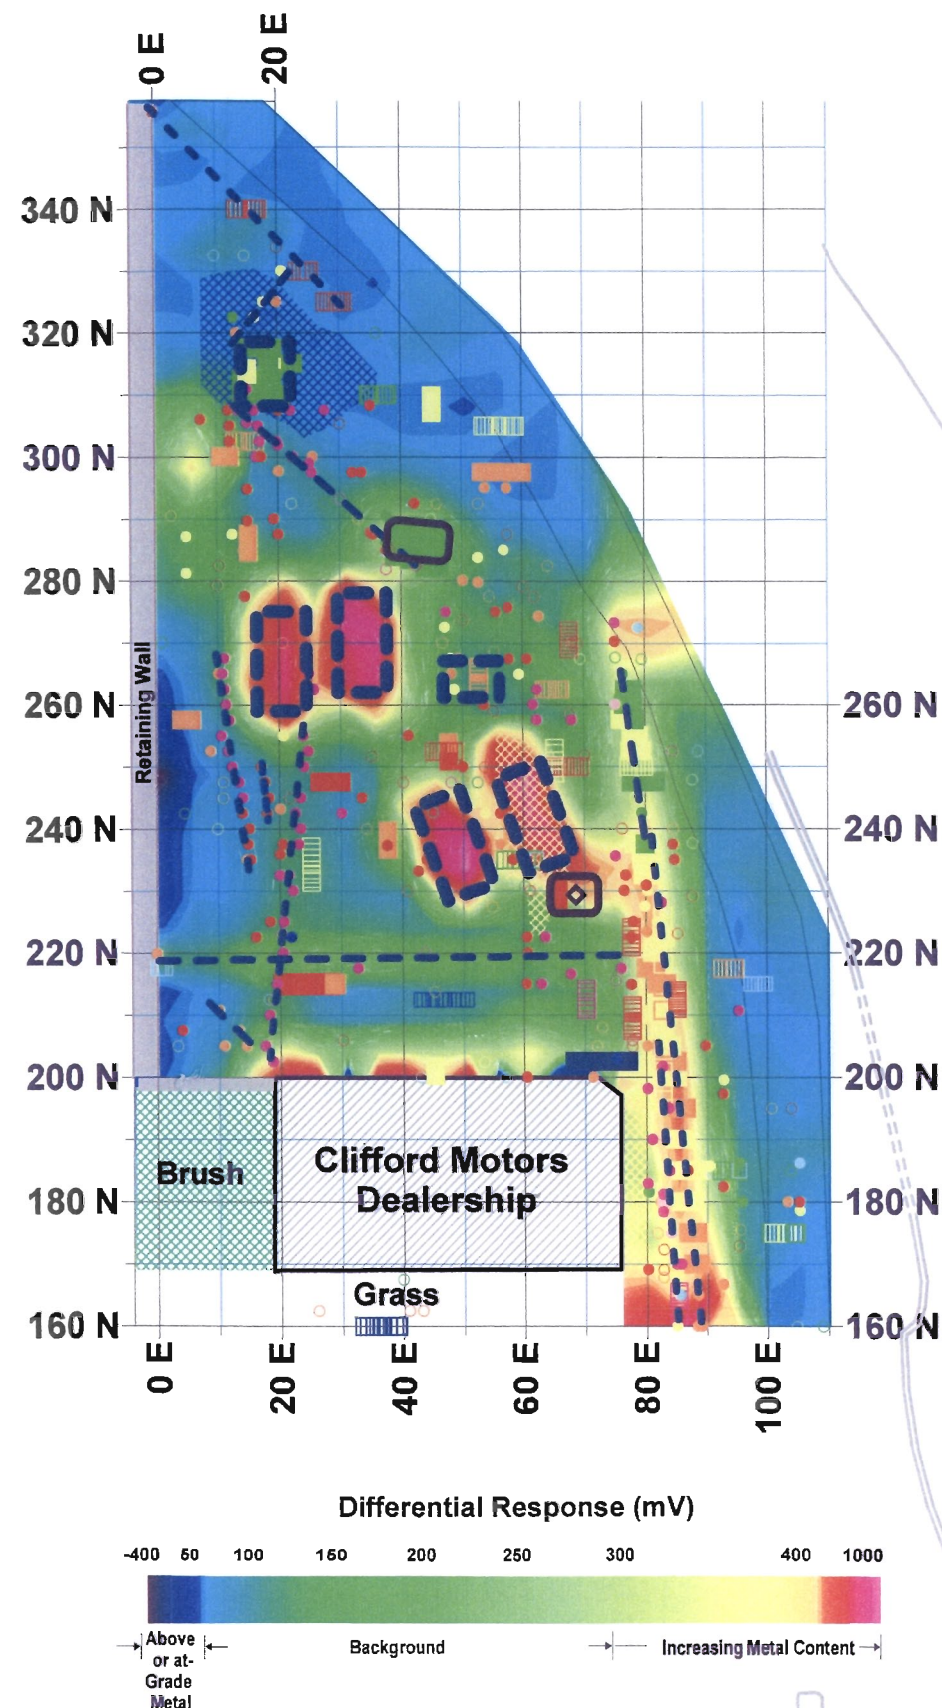 0 E
20 E
340 N
320 N
300 N
280 N
260 N
260 N
240 N
240 N
220 N
220 N
200 N
200 N
180 N
180 N
160 N
160 N
Retaining Wall
Brush
Clifford Motors
Dealership
Grass
0 E
20 E
40 E
60 E
80 E
100 E
Differential Response (mV)
-400 50 100 160 200 250 300 400 1000
Above
or at-
Grade
Metal
Background
Increasing Metal Content